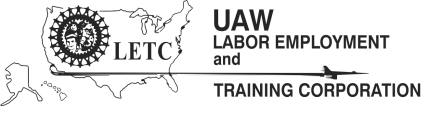 LETC
UAW
LABOR EMPLOYMENT
and
TRAINING CORPORATION